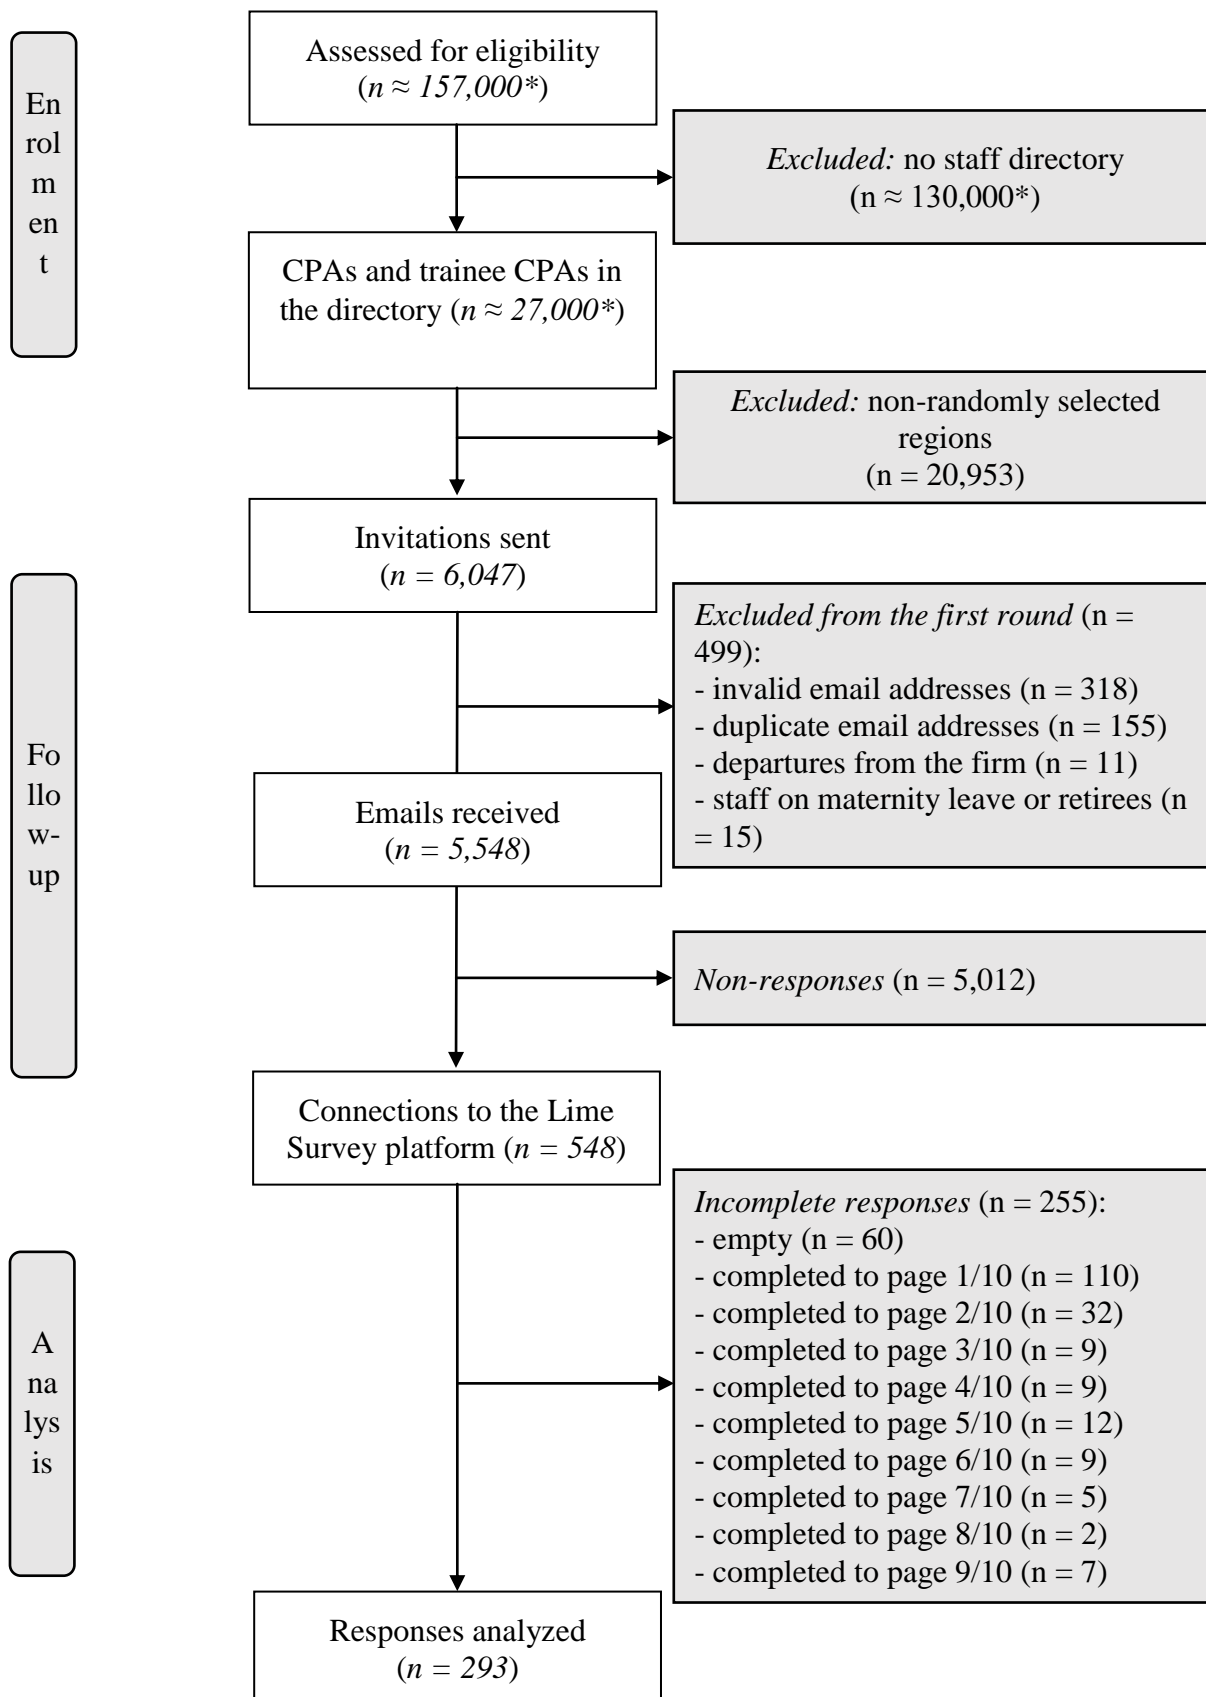 Assessed for eligibility
(n ≈ 157,000*)
En
rol
m
en
t
Excluded: no staff directory
(n ≈ 130,000*)
CPAs and trainee CPAs in
the directory (n ≈ 27,000*)
Excluded: non-randomly selected
regions
(n = 20,953)
Invitations sent
(n = 6,047)
Fo
llo
w-
up
Excluded from the first round (n =
499):
- invalid email addresses (n = 318)
- duplicate email addresses (n = 155)
- departures from the firm (n = 11)
- staff on maternity leave or retirees (n
= 15)
Emails received
(n = 5,548)
Non-responses (n = 5,012)
Connections to the Lime
Survey platform (n = 548)
A
na
lys
is
Incomplete responses (n = 255):
- empty (n = 60)
- completed to page 1/10 (n = 110)
- completed to page 2/10 (n = 32)
- completed to page 3/10 (n = 9)
- completed to page 4/10 (n = 9)
- completed to page 5/10 (n = 12)
- completed to page 6/10 (n = 9)
- completed to page 7/10 (n = 5)
- completed to page 8/10 (n = 2)
- completed to page 9/10 (n = 7)
Responses analyzed
(n = 293)